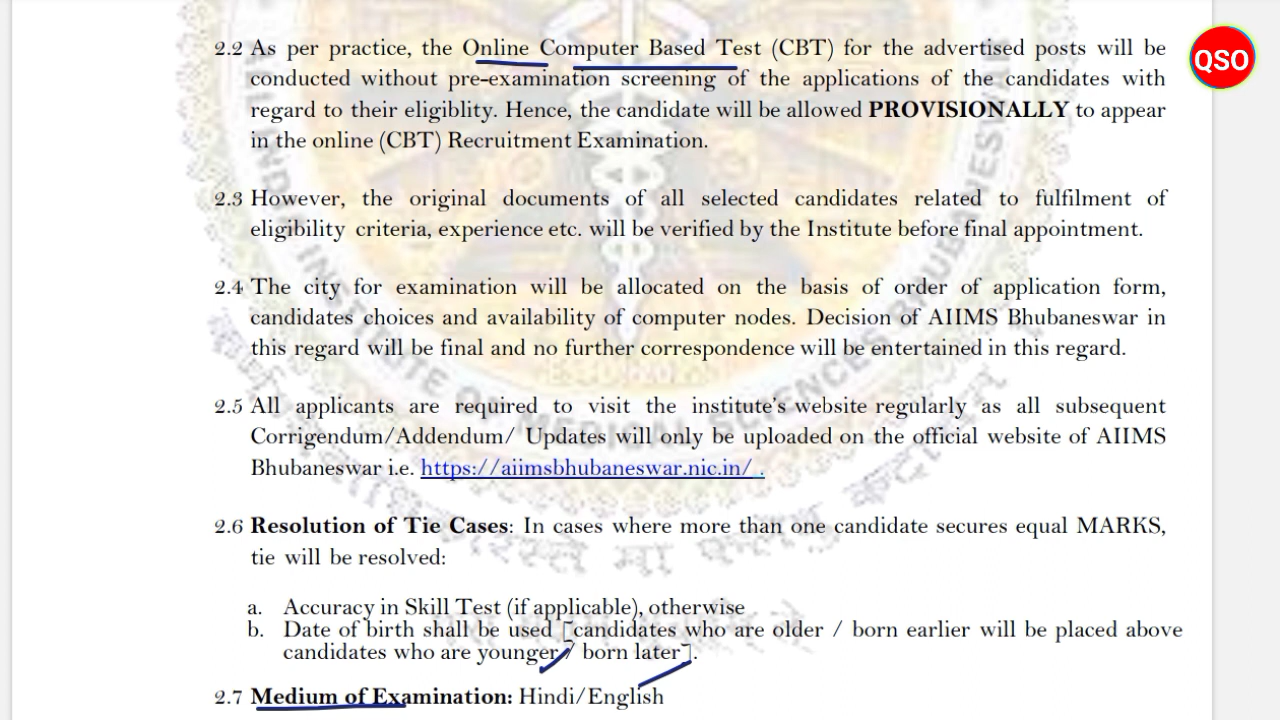 QSO
2.2 As per practice, the Online Computer Based Test (CBT) for the advertised posts will be
conducted without pre-examination screening of the applications of the candidates with
regard to their eligiblity. Hence, the candidate will be allowed PROVISIONALLY to appear
in the online (CBT) Recruitment Examination.
2.3 However, the original documents of all selected candidates related to fulfilment of
eligibility criteria, experience etc. will be verified by the Institute before final appointment.
2.4 The city for examination will be allocated on the basis of order of application form,
candidates choices and availability of computer nodes. Decision of AIIMS Bhubaneswar in
this regard will be final and no further correspondence will be entertained in this regard.
2.5 All applicants are required to visit the institute's website regularly as all subsequent
Corrigendum/Addendum/ Updates will only be uploaded on the official website of AIIMS
Bhubaneswar i.e. https://aiimsbhubaneswar.nic.in/ .
2.6 Resolution of Tie Cases: In cases where more than one candidate secures equal MARKS,
tie will be resolved:
a. Accuracy in Skill Test (if applicable), otherwise
b. Date of birth shall be used [candidates who are older / born earlier will be placed above
candidates who are younger / born later].
2.7 Medium of Examination: Hindi/English
INSTITUTE OF MEDICAL SCIENCES BHUBANESWAR